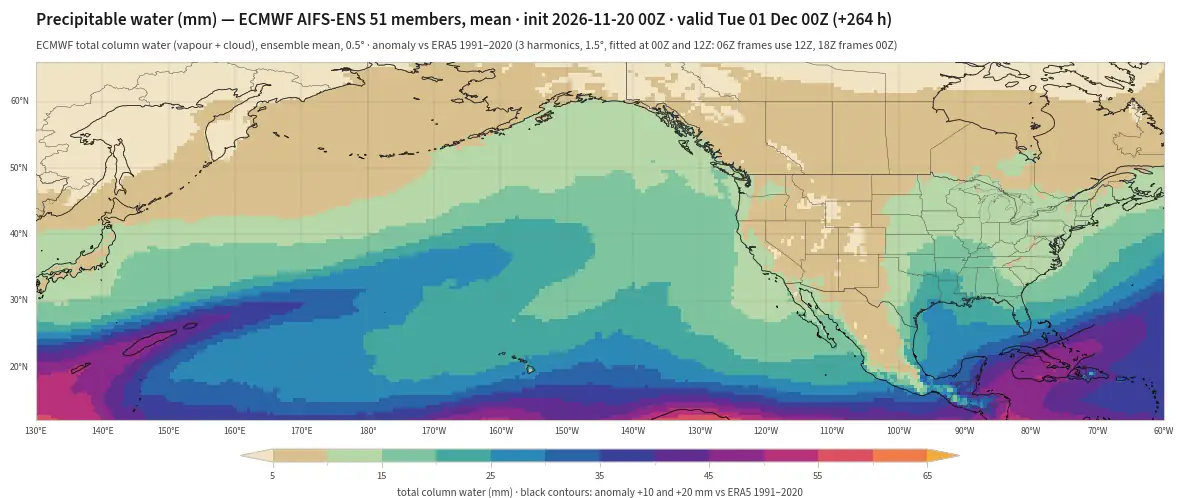 Precipitable water (mm) — ECMWF AIFS-ENS 51 members, mean · init 2026-11-20 00Z · valid Tue 01 Dec 00Z (+264 h)
ECMWF total column water (vapour + cloud), ensemble mean, 0.5° · anomaly vs ERA5 1991–2020 (3 harmonics, 1.5°, fitted at 00Z and 12Z: 06Z frames use 12Z, 18Z frames 00Z)
60°N
50°N
40°N
30°N
20°N
130°E 140°E 150°E 160°E 170°E 180° 170°W 160°W 150°W 140°W 130°W 120°W 110°W 100°W 90°W 80°W 70°W 60°W
5 15 25 35 45 55 65
total column water (mm) · black contours: anomaly +10 and +20 mm vs ERA5 1991–2020